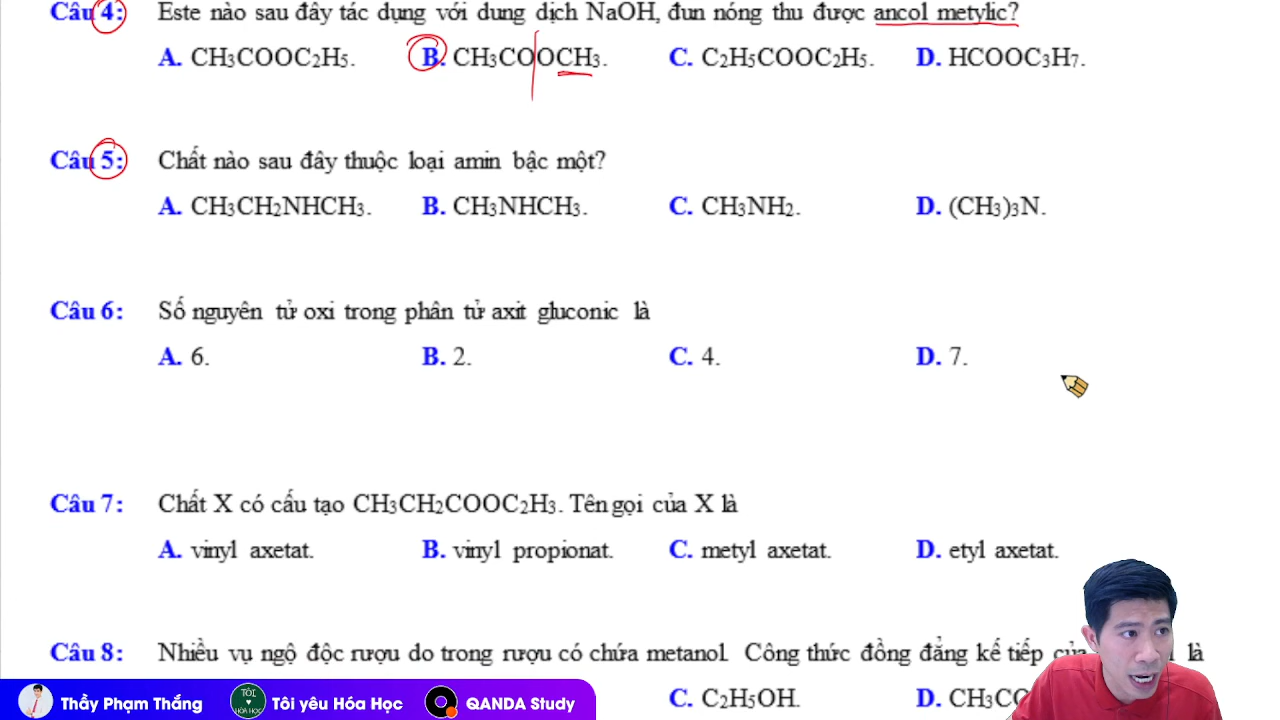 Câu 4: Este nào sau đây tác dụng với dung dịch NaOH, đun nóng thu được ancol metylic?
A. CH3COOC2H5. B. CH3COOCH3. C. C2H5COOC2H5. D. HCOOC3H7.
Câu 5: Chất nào sau đây thuộc loại amin bậc một?
A. CH3CH2NHCH3. B. CH3NHCH3. C. CH3NH2. D. (CH3)3N.
Câu 6: Số nguyên tử oxi trong phân tử axit gluconic là
A. 6. B. 2. C. 4. D. 7.
Câu 7: Chất X có cấu tạo CH3CH2COOC2H3. Tên gọi của X là
A. vinyl axetat. B. vinyl propionat. C. metyl axetat. D. etyl axetat.
Câu 8: Nhiều vụ ngộ độc rượu do trong rượu có chứa metanol. Công thức đồng đẳng kế tiếp là
C. C2H5OH. D.
Thầy Phạm Thắng TÔI HÓA HỌC Tôi yêu Hóa Học QANDA Study